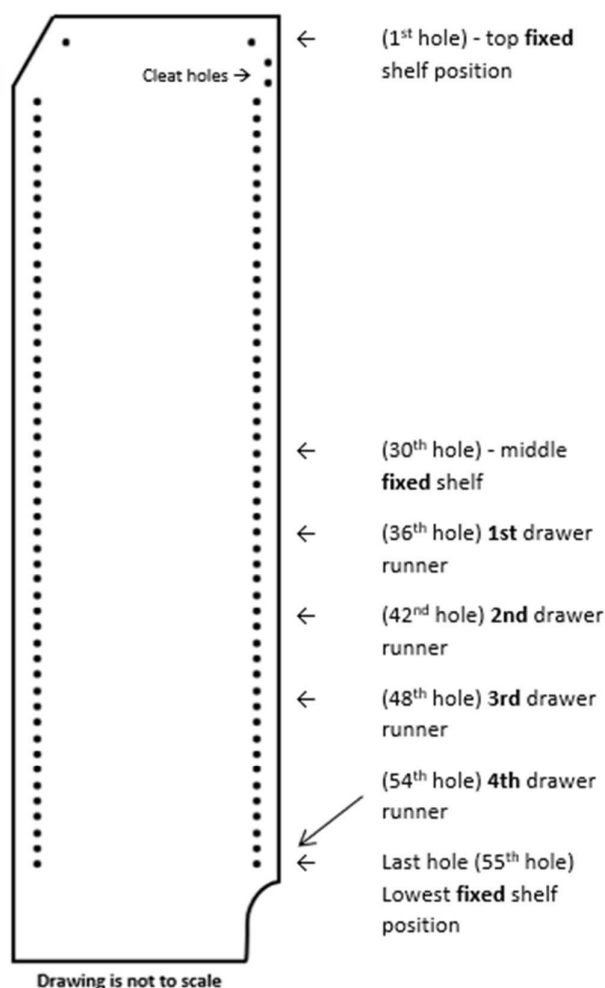 ← (1st hole) - top fixed
shelf position
Cleat holes →
← (30th hole) - middle
fixed shelf
← (36th hole) 1st drawer
runner
← (42nd hole) 2nd drawer
runner
← (48th hole) 3rd drawer
runner
(54th hole) 4th drawer
runner
← Last hole (55th hole)
Lowest fixed shelf
position
Drawing is not to scale